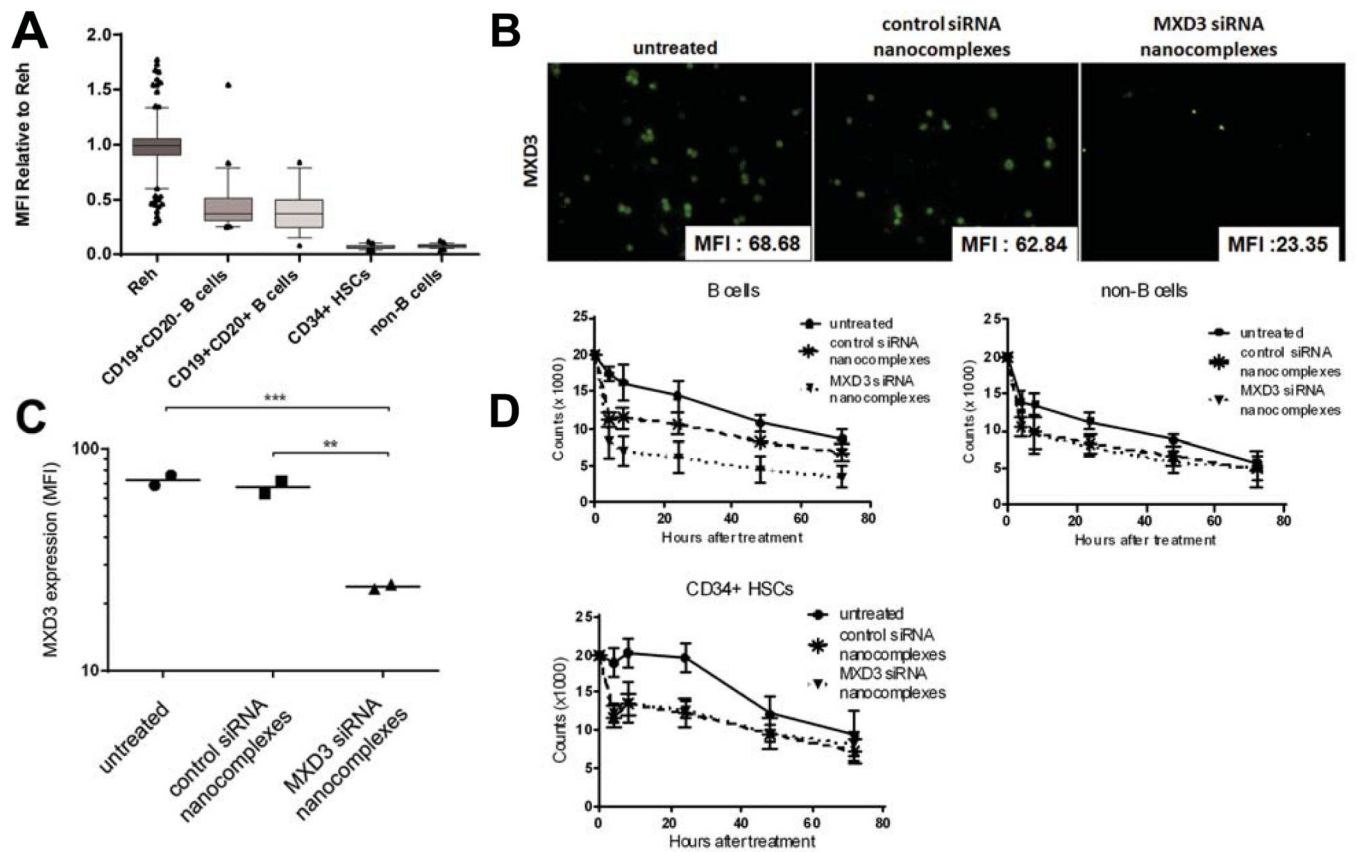 A
MFI Relative to Reh
2.0
1.5
1.0
0.5
0.0
Reh
CD19+CD20- B cells
CD19+CD20+ B cells
CD34+ HSCs
non-B cells
B
untreated
control siRNA
nanocomplexes
MXD3 siRNA
nanocomplexes
MXD3
MFI : 68.68
MFI : 62.84
MFI :23.35
C
MXD3 expression (MFI)
100
10
***
**
untreated
control siRNA
nanocomplexes
MXD3 siRNA
nanocomplexes
D
B cells
Counts (x 1000)
25
20
15
10
5
0
0 20 40 60 80
Hours after treatment
untreated
control siRNA
nanocomplexes
MXD3 siRNA
nanocomplexes
non-B cells
Counts (x 1000)
25
20
15
10
5
0
0 20 40 60 80
Hours after treatment
untreated
control siRNA
nanocomplexes
MXD3 siRNA
nanocomplexes
CD34+ HSCs
Counts (x1000)
25
20
15
10
5
0
0 20 40 60 80
Hours after treatment
untreated
control siRNA
nanocomplexes
MXD3 siRNA
nanocomplexes